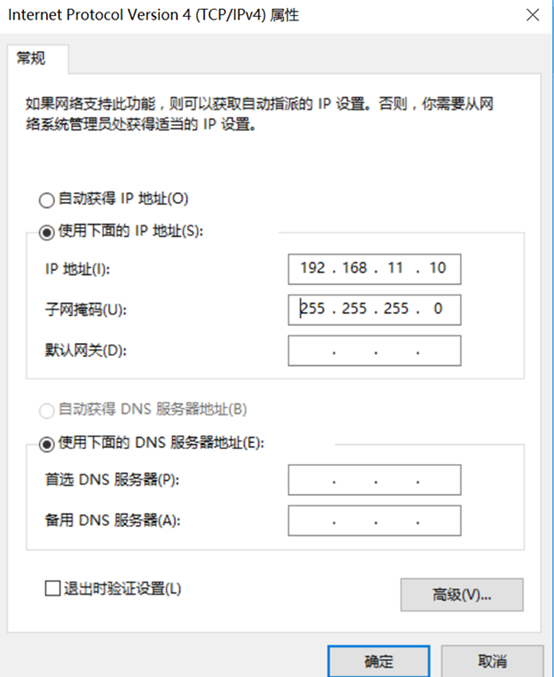 Internet Protocol Version 4 (TCP/IPv4) 属性
常规
如果网络支持此功能，则可以获取自动指派的 IP 设置。否则，你需要从网
络系统管理员处获得适当的 IP 设置。
自动获得 IP 地址(O)
使用下面的 IP 地址(S):
IP 地址(I): 192 . 168 . 11 . 10
子网掩码(U): 255 . 255 . 255 . 0
默认网关(D): . . .
自动获得 DNS 服务器地址(B)
使用下面的 DNS 服务器地址(E):
首选 DNS 服务器(P): . . .
备用 DNS 服务器(A): . . .
退出时验证设置(L)
高级(V)...
确定 取消